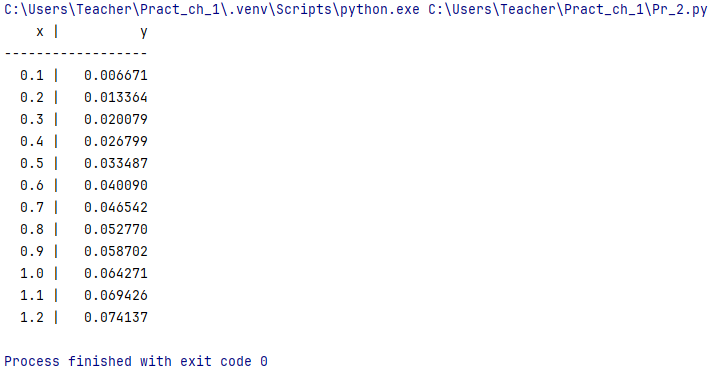 C:\Users\Teacher\Pract_ch_1\.venv\Scripts\python.exe C:\Users\Teacher\Pract_ch_1\Pr_2.py
x | y
------------------
0.1 | 0.006671
0.2 | 0.013364
0.3 | 0.020079
0.4 | 0.026799
0.5 | 0.033487
0.6 | 0.040090
0.7 | 0.046542
0.8 | 0.052770
0.9 | 0.058702
1.0 | 0.064271
1.1 | 0.069426
1.2 | 0.074137
Process finished with exit code 0